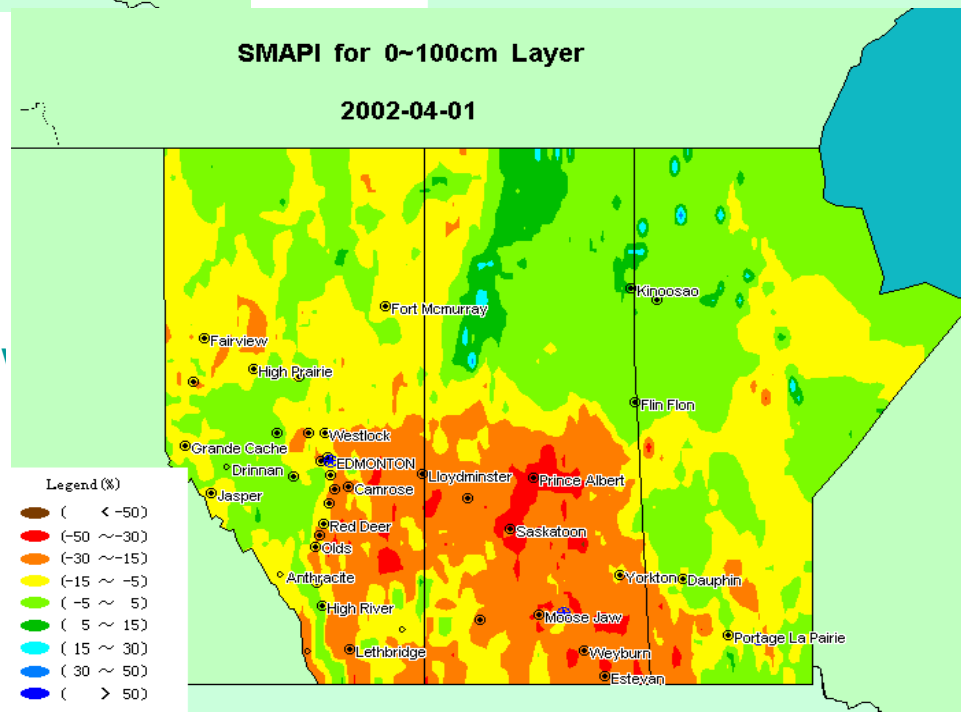 SMAPI for 0~100cm Layer
2002-04-01
Kinoosao
Fort Mcmurray
Fairview
High Prairie
Flin Flon
Westlock
Grande Cache
EDMONTON
Drinnan
Lloydminster
Prince Albert
Camrose
Jasper
Red Deer
Saskatoon
Olds
Anthracite
Yorkton
Dauphin
High River
Moose Jaw
Portage La Pairie
Lethbridge
Weyburn
Estevan
Legend (%)
( < -50)
(-50 ~ -30)
(-30 ~ -15)
(-15 ~ -5)
( -5 ~ 5)
( 5 ~ 15)
( 15 ~ 30)
( 30 ~ 50)
( > 50)